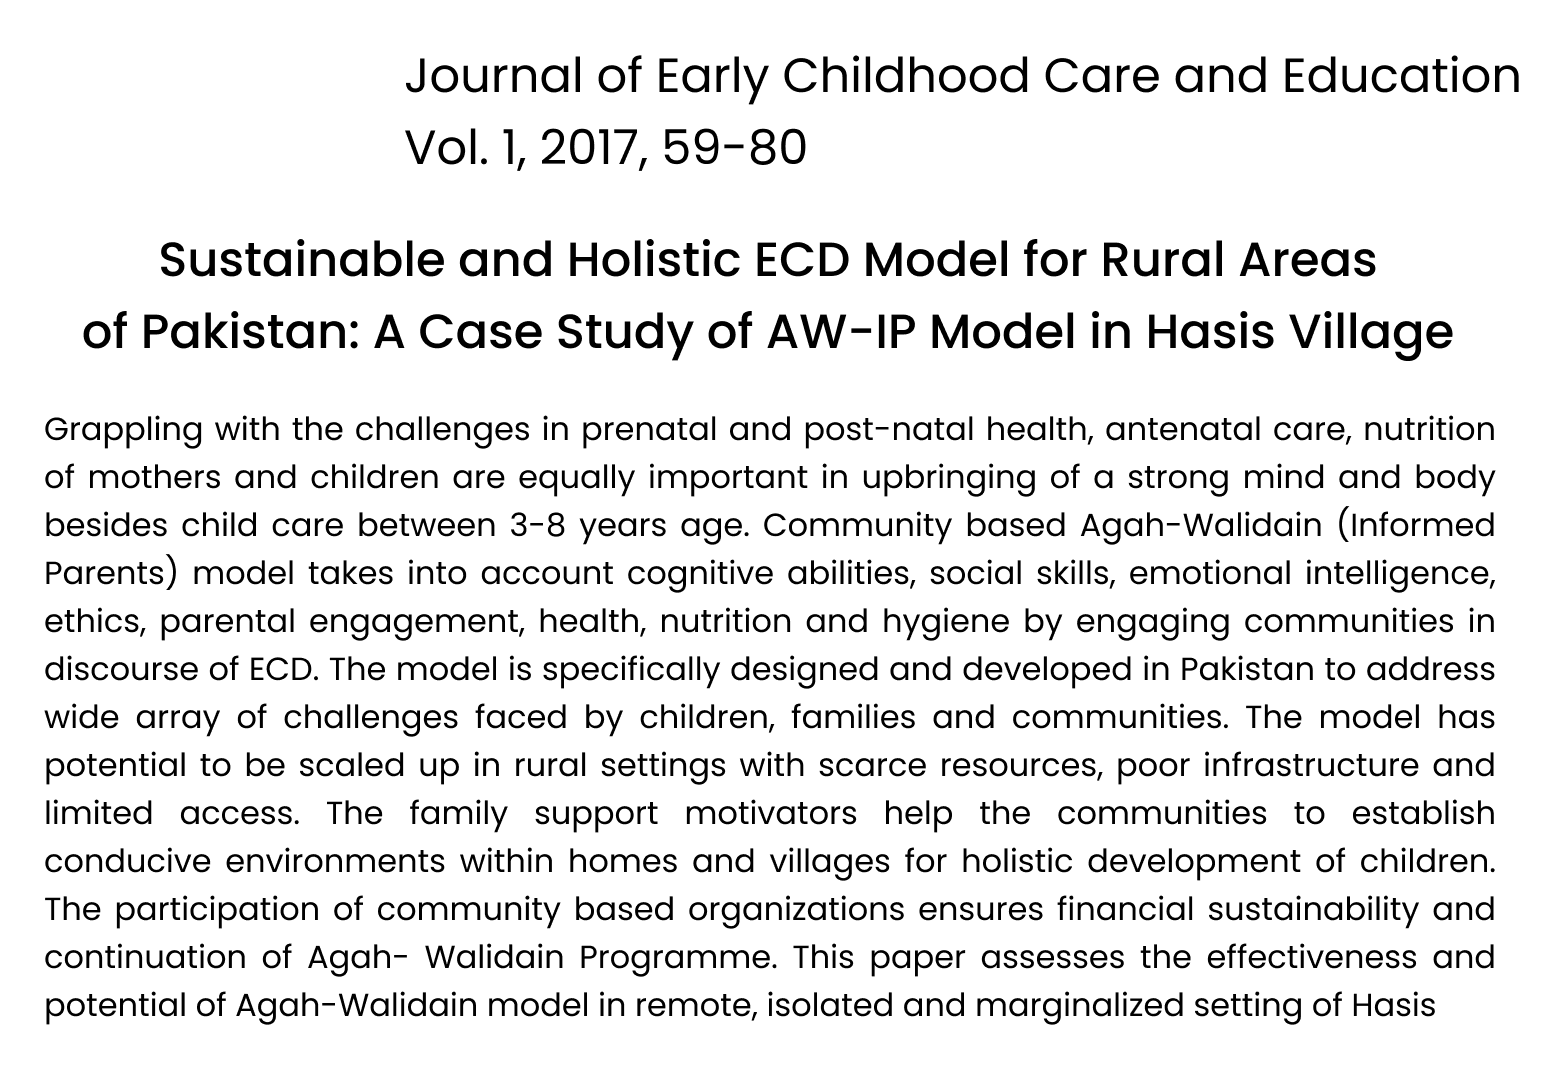 Journal of Early Childhood Care and Education
Vol. 1, 2017, 59-80
Sustainable and Holistic ECD Model for Rural Areas
of Pakistan: A Case Study of AW-IP Model in Hasis Village
Grappling with the challenges in prenatal and post-natal health, antenatal care, nutrition
of mothers and children are equally important in upbringing of a strong mind and body
besides child care between 3-8 years age. Community based Agah-Walidain (Informed
Parents) model takes into account cognitive abilities, social skills, emotional intelligence,
ethics, parental engagement, health, nutrition and hygiene by engaging communities in
discourse of ECD. The model is specifically designed and developed in Pakistan to address
wide array of challenges faced by children, families and communities. The model has
potential to be scaled up in rural settings with scarce resources, poor infrastructure and
limited access. The family support motivators help the communities to establish
conducive environments within homes and villages for holistic development of children.
The participation of community based organizations ensures financial sustainability and
continuation of Agah- Walidain Programme. This paper assesses the effectiveness and
potential of Agah-Walidain model in remote, isolated and marginalized setting of Hasis